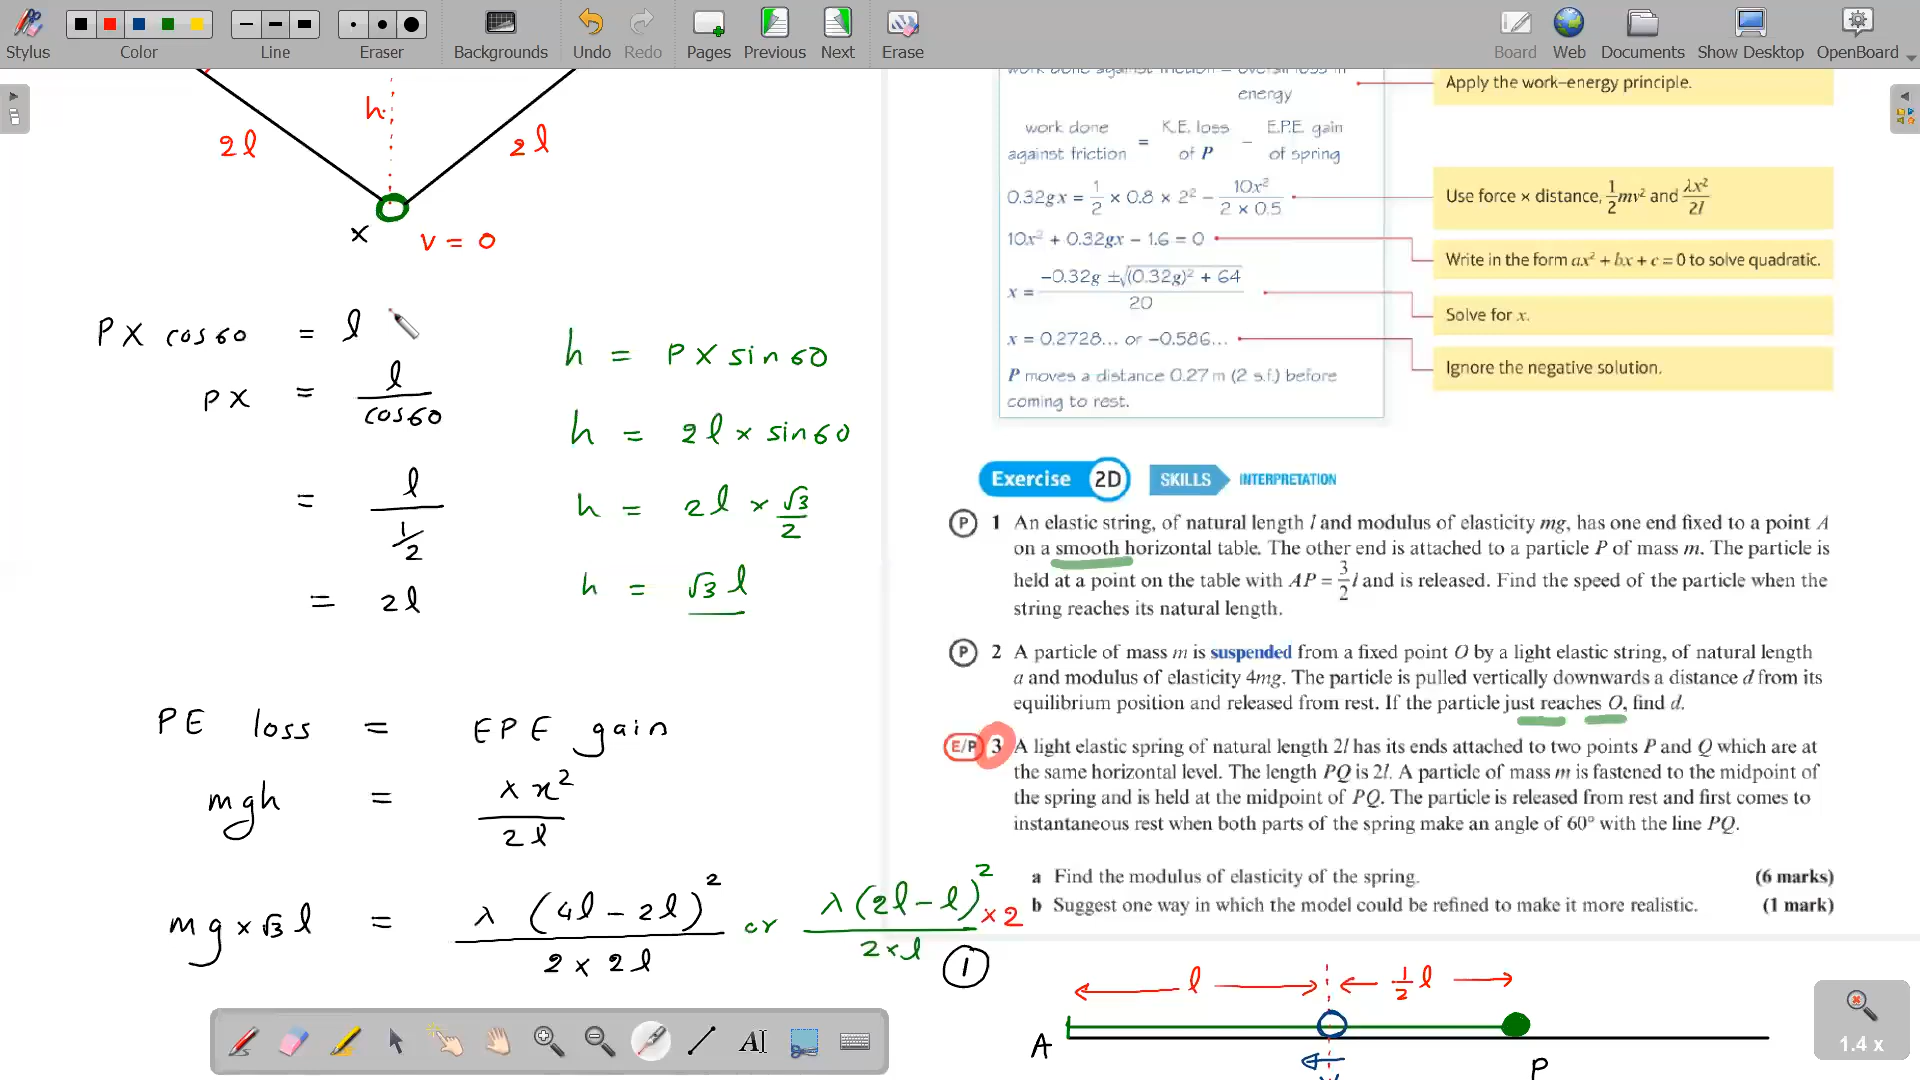 Stylus Color Line Eraser Backgrounds Undo Redo Pages Previous Next Erase Board Web Documents Show Desktop OpenBoard
h
2l 2l
x v = 0
PX cos60 = l
PX = l / cos60
= l / 1/2
= 2l
h = PX sin60
h = 2l × sin60
h = 2l × √3/2
h = √3 l
PE loss = EPE gain
mgh = λx² / 2l
mg × √3 l = λ(4l – 2l)² / 2 × 2l or λ(2l – l)² / 2 × l × 2 ①
energy
work done against friction = K.E. loss of P – E.P.E. gain of spring
0.32gx = 1/2 × 0.8 × 2² – 10x² / 2 × 0.5
10x² + 0.32gx – 1.6 = 0
x = –0.32g ± √(0.32g)² + 64 / 20
x = 0.2728... or –0.586...
P moves a distance 0.27 m (2 s.f.) before
coming to rest.
Apply the work–energy principle.
Use force × distance, 1/2 mv² and λx²/2l
Write in the form ax² + bx + c = 0 to solve quadratic.
Solve for x.
Ignore the negative solution.
Exercise 2D SKILLS INTERPRETATION
P 1 An elastic string, of natural length l and modulus of elasticity mg, has one end fixed to a point A
on a smooth horizontal table. The other end is attached to a particle P of mass m. The particle is
held at a point on the table with AP = 3/2 l and is released. Find the speed of the particle when the
string reaches its natural length.
P 2 A particle of mass m is suspended from a fixed point O by a light elastic string, of natural length
a and modulus of elasticity 4mg. The particle is pulled vertically downwards a distance d from its
equilibrium position and released from rest. If the particle just reaches O, find d.
E/P 3 A light elastic spring of natural length 2l has its ends attached to two points P and Q which are at
the same horizontal level. The length PQ is 2l. A particle of mass m is fastened to the midpoint of
the spring and is held at the midpoint of PQ. The particle is released from rest and first comes to
instantaneous rest when both parts of the spring make an angle of 60° with the line PQ.
a Find the modulus of elasticity of the spring. (6 marks)
b Suggest one way in which the model could be refined to make it more realistic. (1 mark)
l 1/2 l
A P
1.4 x